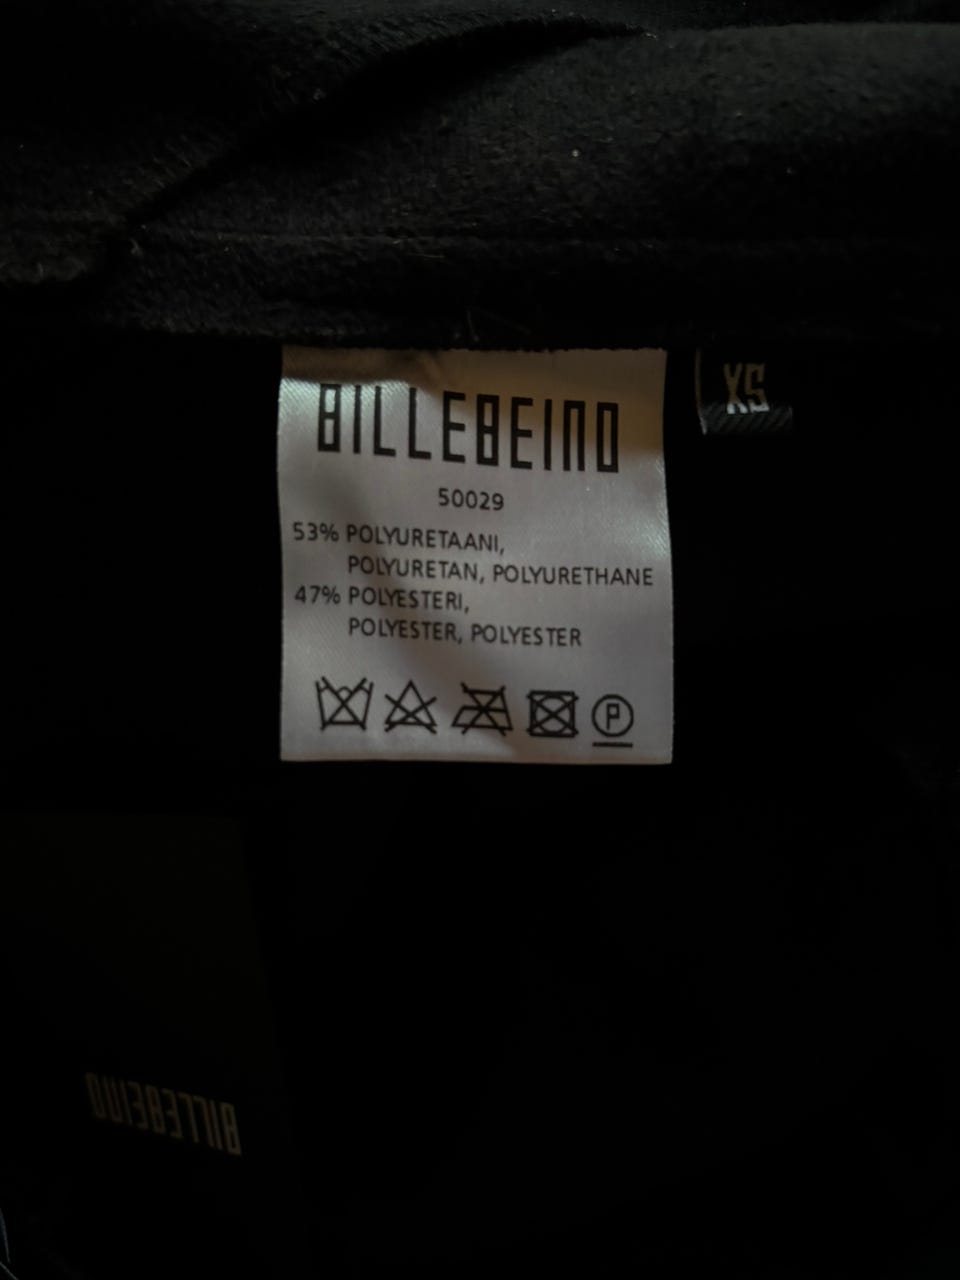 BILLEBEINO
XS
50029
53% POLYURETAANI,
POLYURETAN, POLYURETHANE
47% POLYESTERI,
POLYESTER, POLYESTER
P
BILLEBEINO